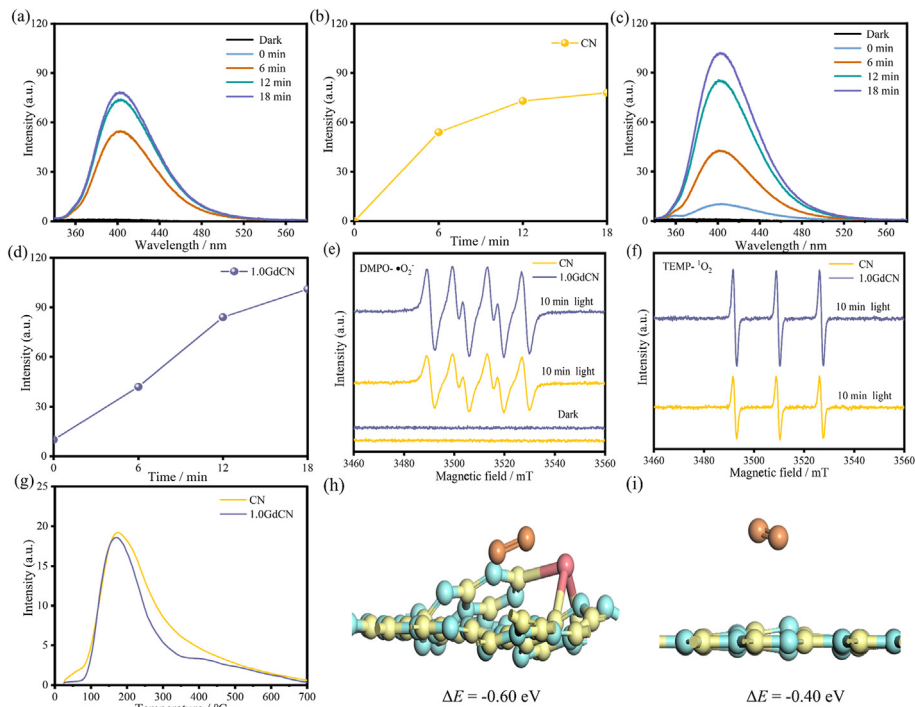 (a)
120
90
60
30
0
Intensity (a.u.)
Dark
0 min
6 min
12 min
18 min
360 400 440 480 520 560
Wavelength / nm
(b)
120
90
60
30
0
Intensity (a.u.)
CN
0 6 12 18
Time / min
(c)
120
90
60
30
0
Intensity (a.u.)
Dark
0 min
6 min
12 min
18 min
360 400 440 480 520 560
Wavelength / nm
(d)
120
90
60
30
0
Intensity (a.u.)
1.0GdCN
0 6 12 18
Time / min
(e)
DMPO- •O₂⁻
CN
1.0GdCN
10 min light
10 min light
Dark
Intensity (a.u.)
3460 3480 3500 3520 3540 3560
Magnetic field / mT
(f)
TEMP- ¹O₂
CN
1.0GdCN
10 min light
10 min light
Intensity (a.u.)
3460 3480 3500 3520 3540 3560
Magnetic field / mT
(g)
25
20
15
10
5
0
Intensity (a.u.)
CN
1.0GdCN
0 100 200 300 400 500 600 700
(h)
ΔE = -0.60 eV
(i)
ΔE = -0.40 eV